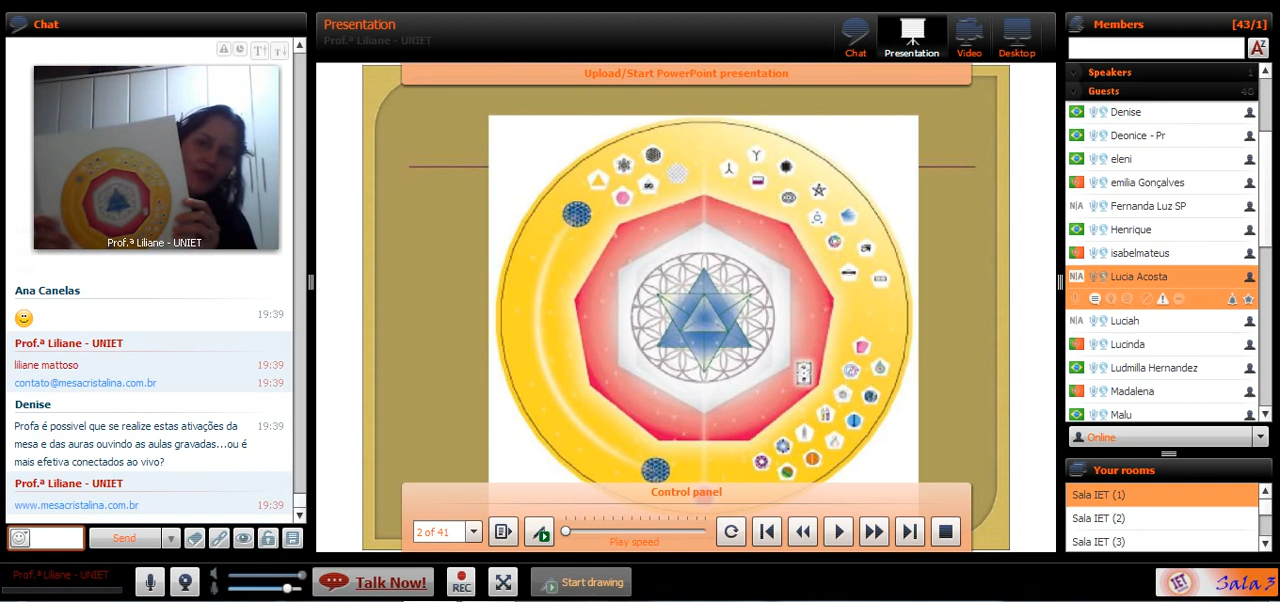 Chat
Prof.ª Liliane - UNIET
Ana Canelas
19:39
Prof.ª Liliane - UNIET
liliane mattoso 19:39
contato@mesacristalina.com.br 19:39
Denise
Profa é possivel que se realize estas ativações da 19:39
mesa e das auras ouvindo as aulas gravadas...ou é
mais efetiva conectados ao vivo?
Prof.ª Liliane - UNIET
www.mesacristalina.com.br 19:39
Send
Presentation
Prof.ª Liliane - UNIET
Chat Presentation Video Desktop
Upload/Start PowerPoint presentation
Control panel
2 of 41
Play speed
Members [43/1]
Speakers 1
Guests 40
Denise
Deonice - Pr
eleni
emilia Gonçalves
N|A Fernanda Luz SP
Henrique
isabelmateus
N|A Lucia Acosta
N|A Luciah
Lucinda
Ludmilla Hernandez
Madalena
Malu
Online
Your rooms
Sala IET (1)
Sala IET (2)
Sala IET (3)
Prof.ª Liliane - UNIET
Talk Now!
REC
Start drawing
IET Sala 3